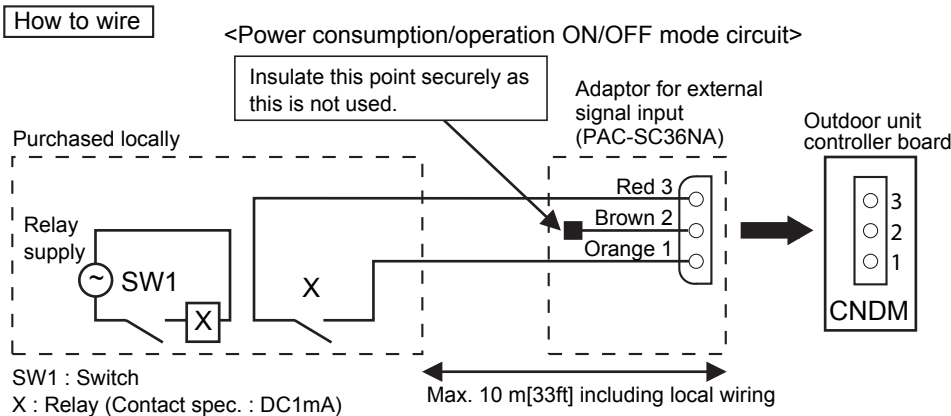 How to wire
<Power consumption/operation ON/OFF mode circuit>
Insulate this point securely as
this is not used.
Adaptor for external
signal input
(PAC-SC36NA)
Outdoor unit
controller board
Purchased locally
Red 3
Brown 2
Orange 1
3
2
1
CNDM
Relay
supply
~
SW1
X
X
SW1 : Switch
X : Relay (Contact spec. : DC1mA)
Max. 10 m[33ft] including local wiring